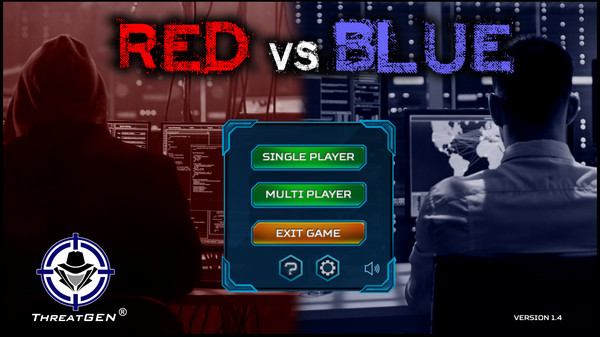 RED vs BLUE
SINGLE PLAYER
MULTI PLAYER
EXIT GAME
?
THREATGEN®
VERSION 1.4